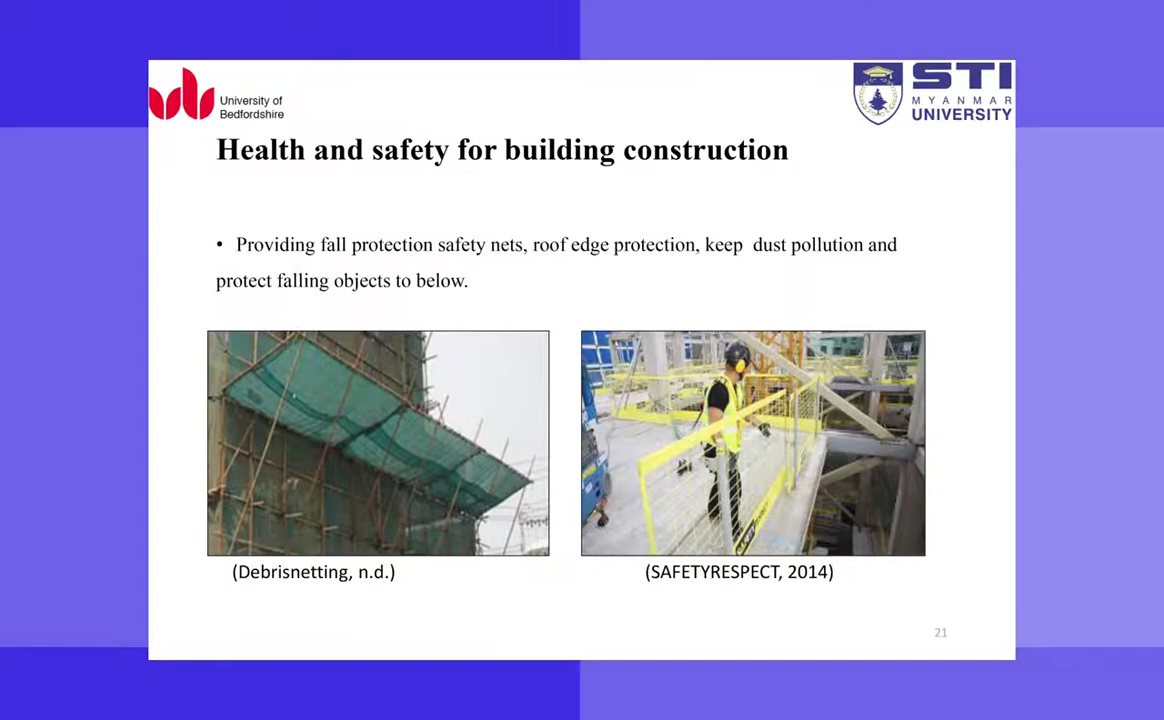 University of
Bedfordshire
STI
MYANMAR
UNIVERSITY
Health and safety for building construction
• Providing fall protection safety nets, roof edge protection, keep dust pollution and
protect falling objects to below.
(Debrisnetting, n.d.)
(SAFETYRESPECT, 2014)
21